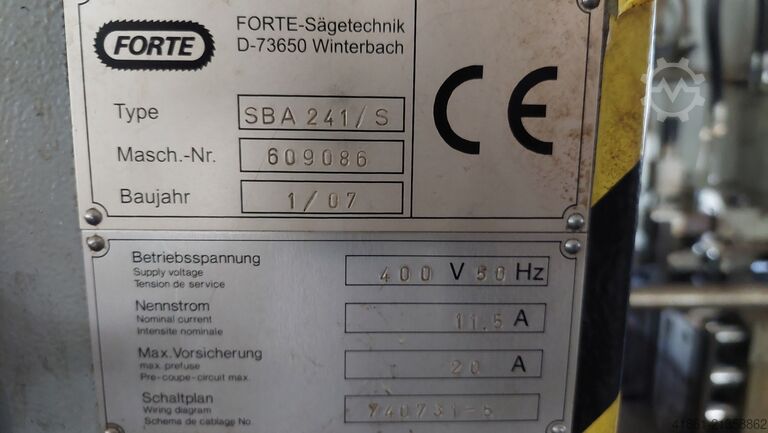 FORTE
FORTE-Sägetechnik
D-73650 Winterbach
Type SBA 241/S
Masch.-Nr. 609086
Baujahr 1/07
CE
Betriebsspannung
Supply voltage
Tension de service
400 V 50 Hz
Nennstrom
Nominal current
Intensite nominale
11.5 A
Max.Vorsicherung
max.prefuse
Pre-coupe-circuit max.
20 A
Schaltplan
Wiring diagram
Schema de cablage No.
740731-5